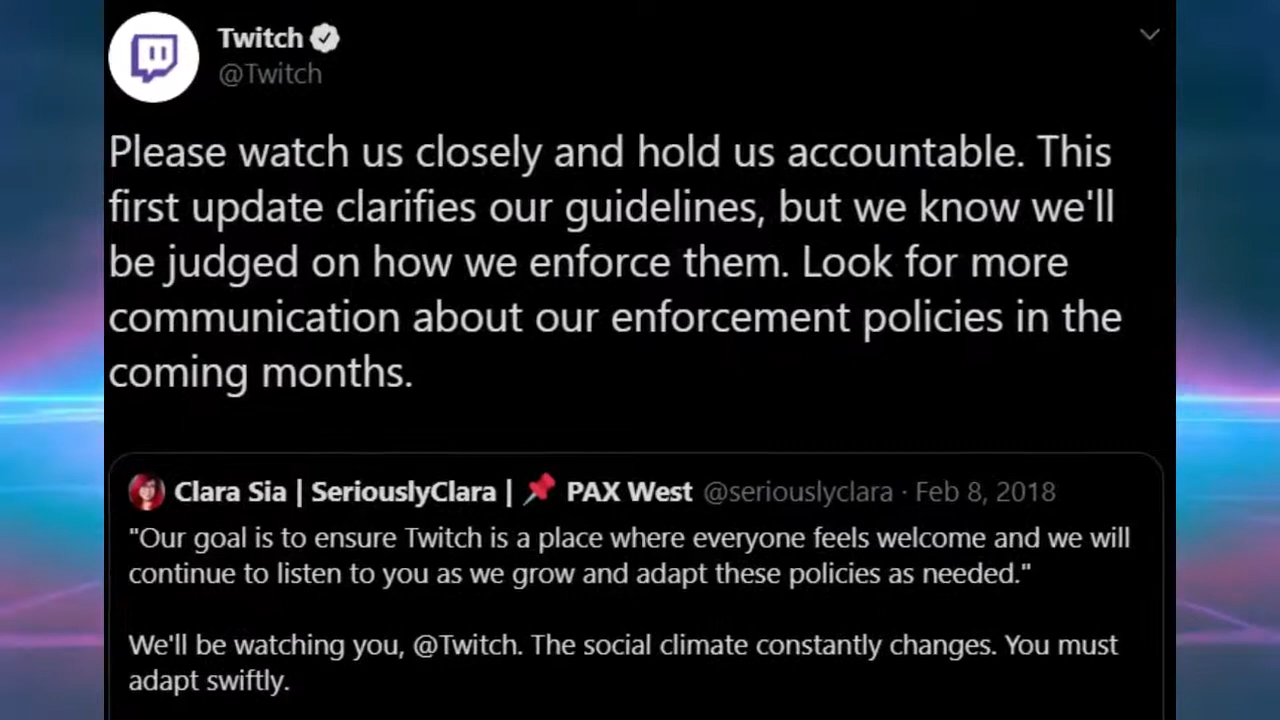 Twitch
@Twitch
Please watch us closely and hold us accountable. This
first update clarifies our guidelines, but we know we'll
be judged on how we enforce them. Look for more
communication about our enforcement policies in the
coming months.
Clara Sia | SeriouslyClara | 📌 PAX West @seriouslyclara · Feb 8, 2018
"Our goal is to ensure Twitch is a place where everyone feels welcome and we will
continue to listen to you as we grow and adapt these policies as needed."
We'll be watching you, @Twitch. The social climate constantly changes. You must
adapt swiftly.